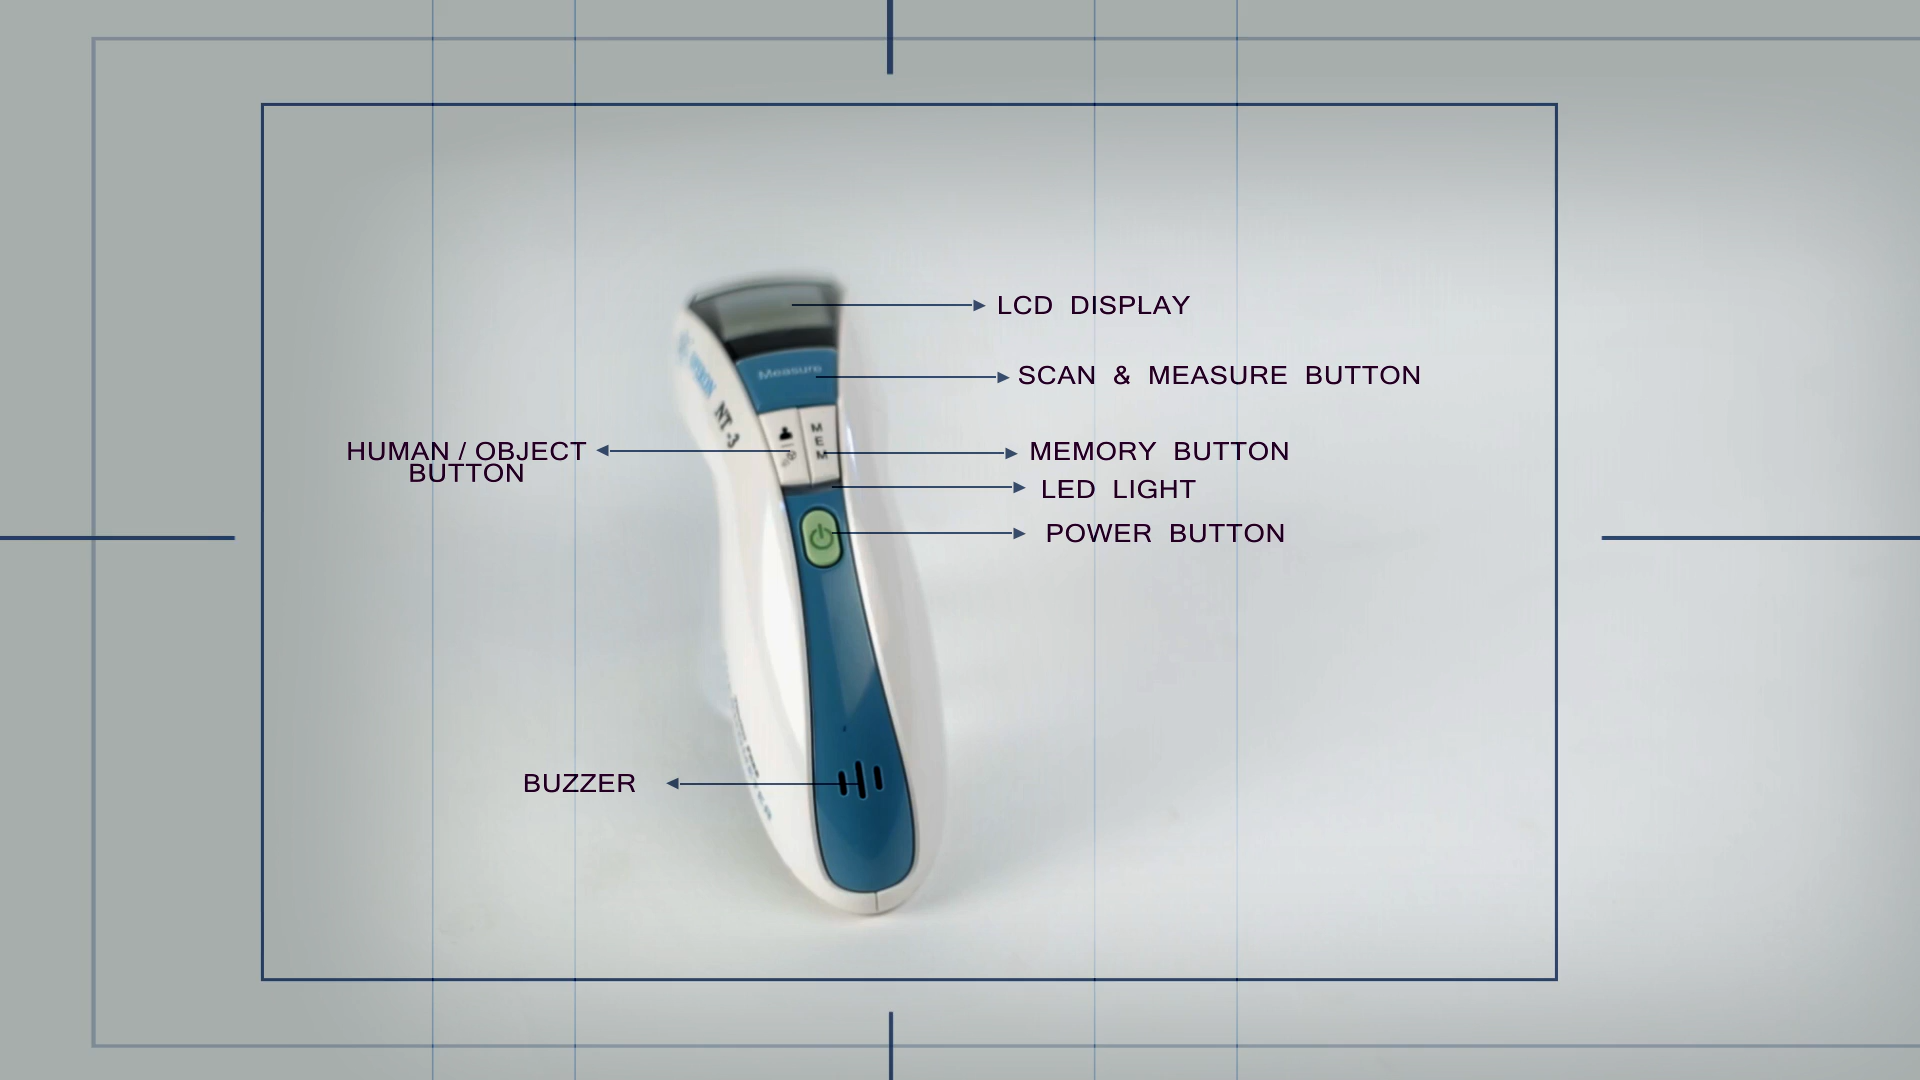 LCD DISPLAY
Measure
SCAN & MEASURE BUTTON
NT-3
MEM
HUMAN / OBJECT
BUTTON
MEMORY BUTTON
LED LIGHT
POWER BUTTON
BUZZER